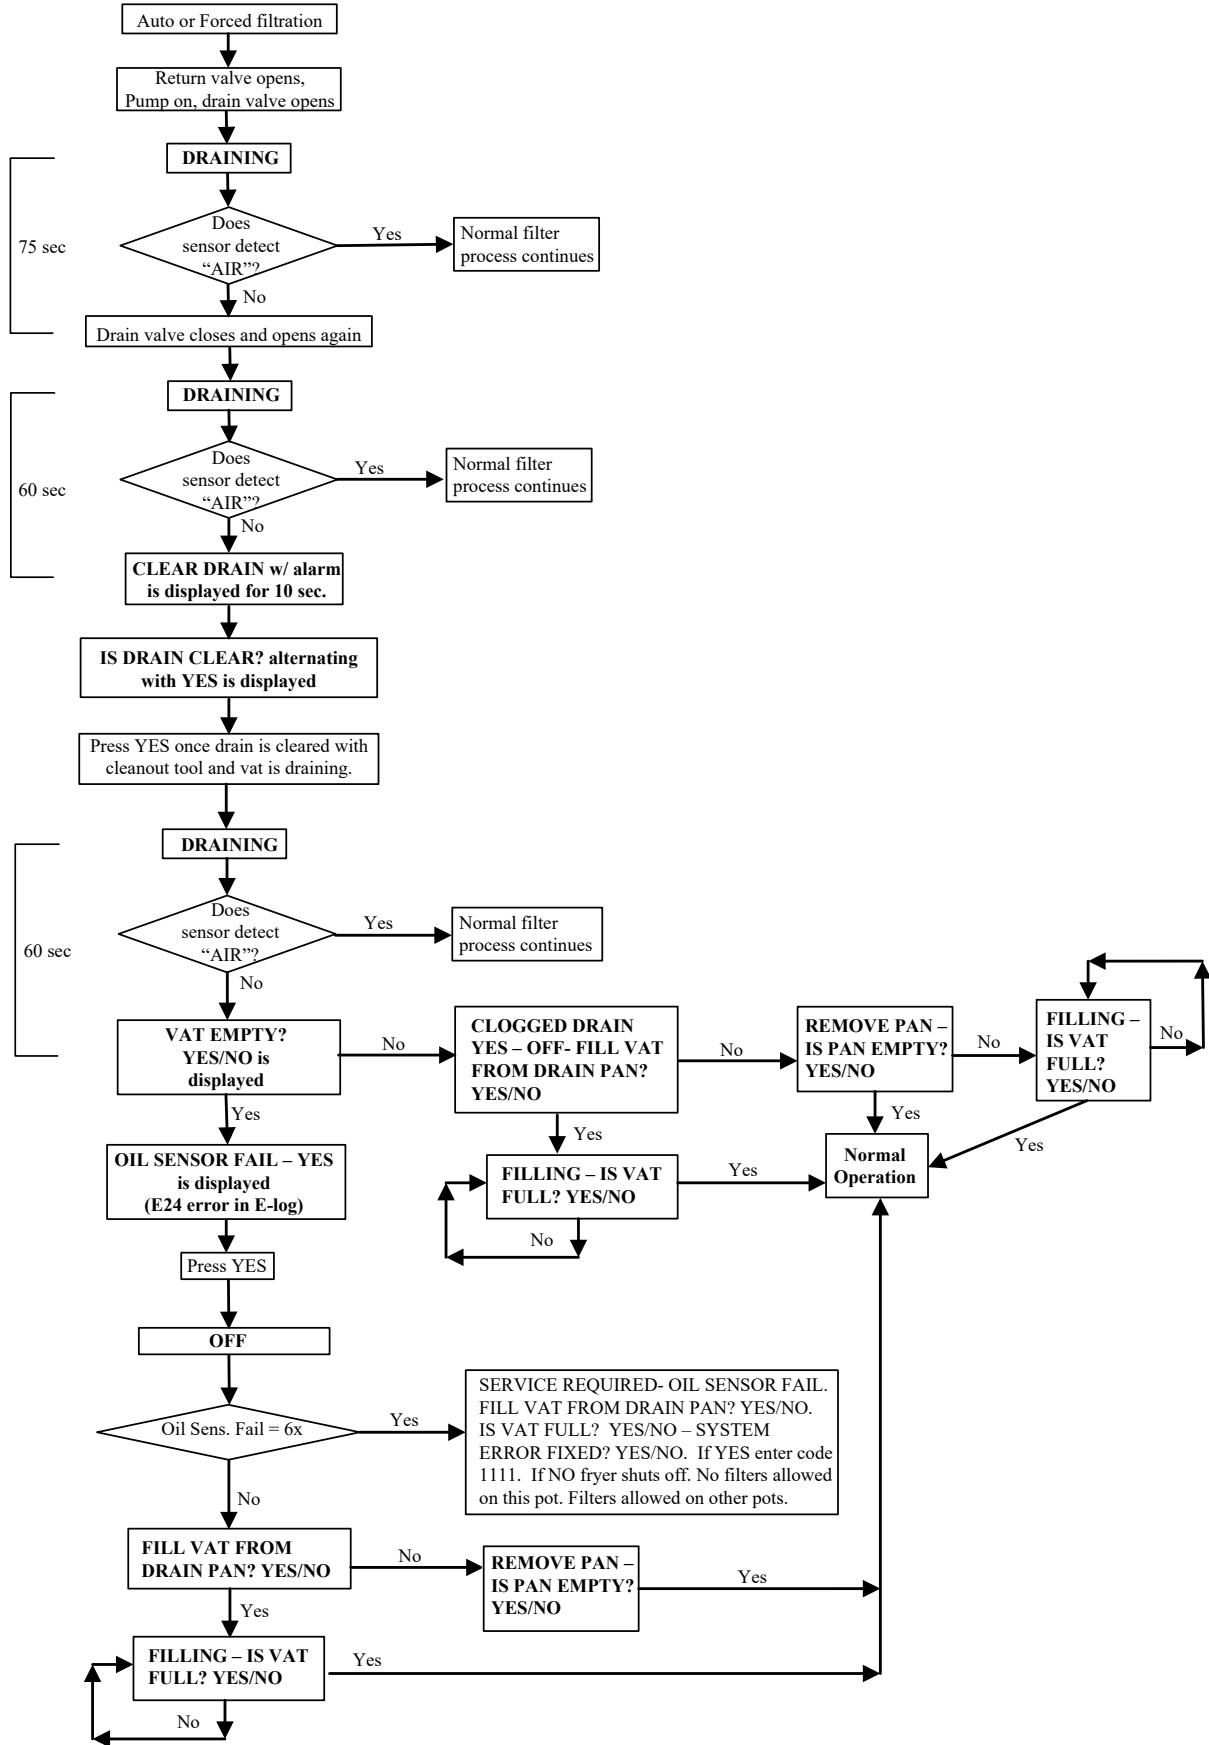 Auto or Forced filtration
Return valve opens,
Pump on, drain valve opens
DRAINING
75 sec
Does
sensor detect
“AIR”?
Yes
Normal filter
process continues
No
Drain valve closes and opens again
DRAINING
60 sec
Does
sensor detect
“AIR”?
Yes
Normal filter
process continues
No
CLEAR DRAIN w/ alarm
is displayed for 10 sec.
IS DRAIN CLEAR? alternating
with YES is displayed
Press YES once drain is cleared with
cleanout tool and vat is draining.
DRAINING
60 sec
Does
sensor detect
“AIR”?
Yes
Normal filter
process continues
No
VAT EMPTY?
YES/NO is
displayed
No
CLOGGED DRAIN
YES – OFF- FILL VAT
FROM DRAIN PAN?
YES/NO
No
REMOVE PAN –
IS PAN EMPTY?
YES/NO
No
FILLING –
IS VAT
FULL?
YES/NO
No
Yes
Yes
Yes
Yes
OIL SENSOR FAIL – YES
is displayed
(E24 error in E-log)
FILLING – IS VAT
FULL? YES/NO
Yes
Normal
Operation
No
Press YES
OFF
Oil Sens. Fail = 6x
Yes
SERVICE REQUIRED- OIL SENSOR FAIL.
FILL VAT FROM DRAIN PAN? YES/NO.
IS VAT FULL?  YES/NO – SYSTEM
ERROR FIXED? YES/NO.  If YES enter code
1111.  If NO fryer shuts off. No filters allowed
on this pot. Filters allowed on other pots.
No
FILL VAT FROM
DRAIN PAN? YES/NO
No
REMOVE PAN –
IS PAN EMPTY?
YES/NO
Yes
Yes
FILLING – IS VAT
FULL? YES/NO
Yes
No